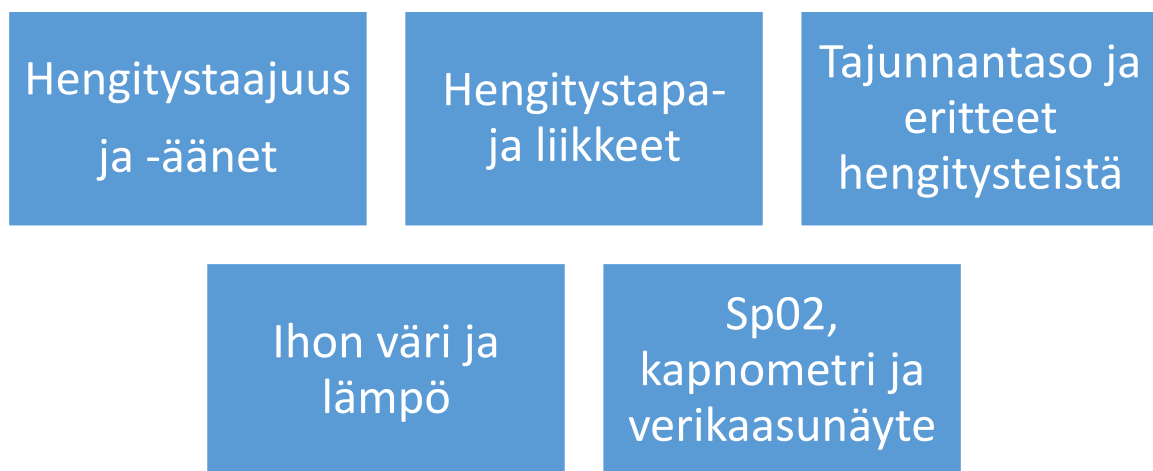 Hengitystaajuus
ja -äänet
Hengitystapa-
ja liikkeet
Tajunnantaso ja
eritteet
hengitysteistä
Ihon väri ja
lämpö
Sp02,
kapnometri ja
verikaasunäyte